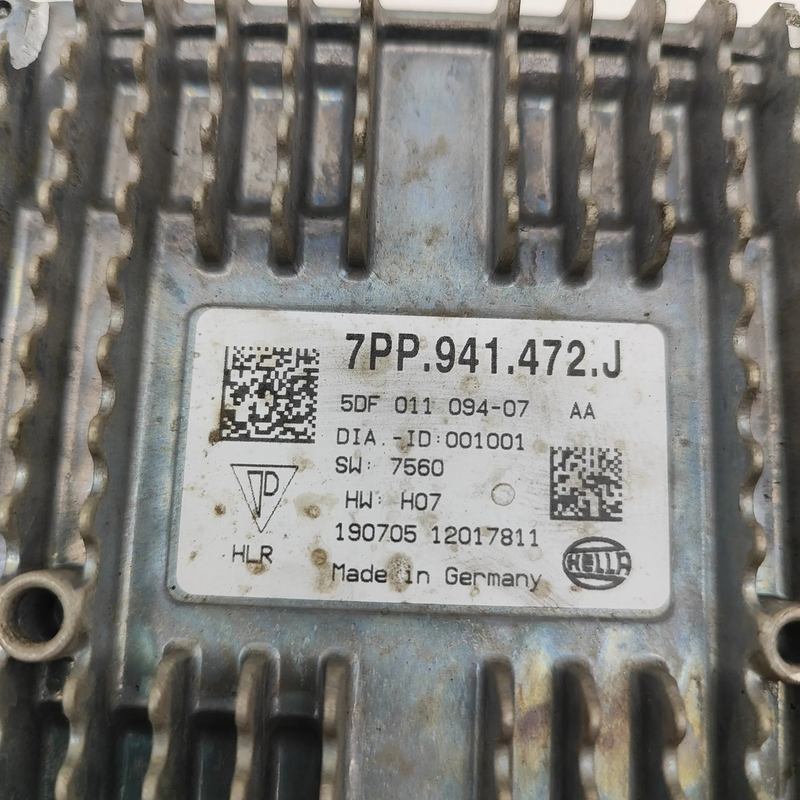 7PP.941.472.J
5DF 011 094-07 AA
DIA.-ID:001001
SW: 7560
HW: H07
190705 12017811
HLR
Made in Germany
HELLA